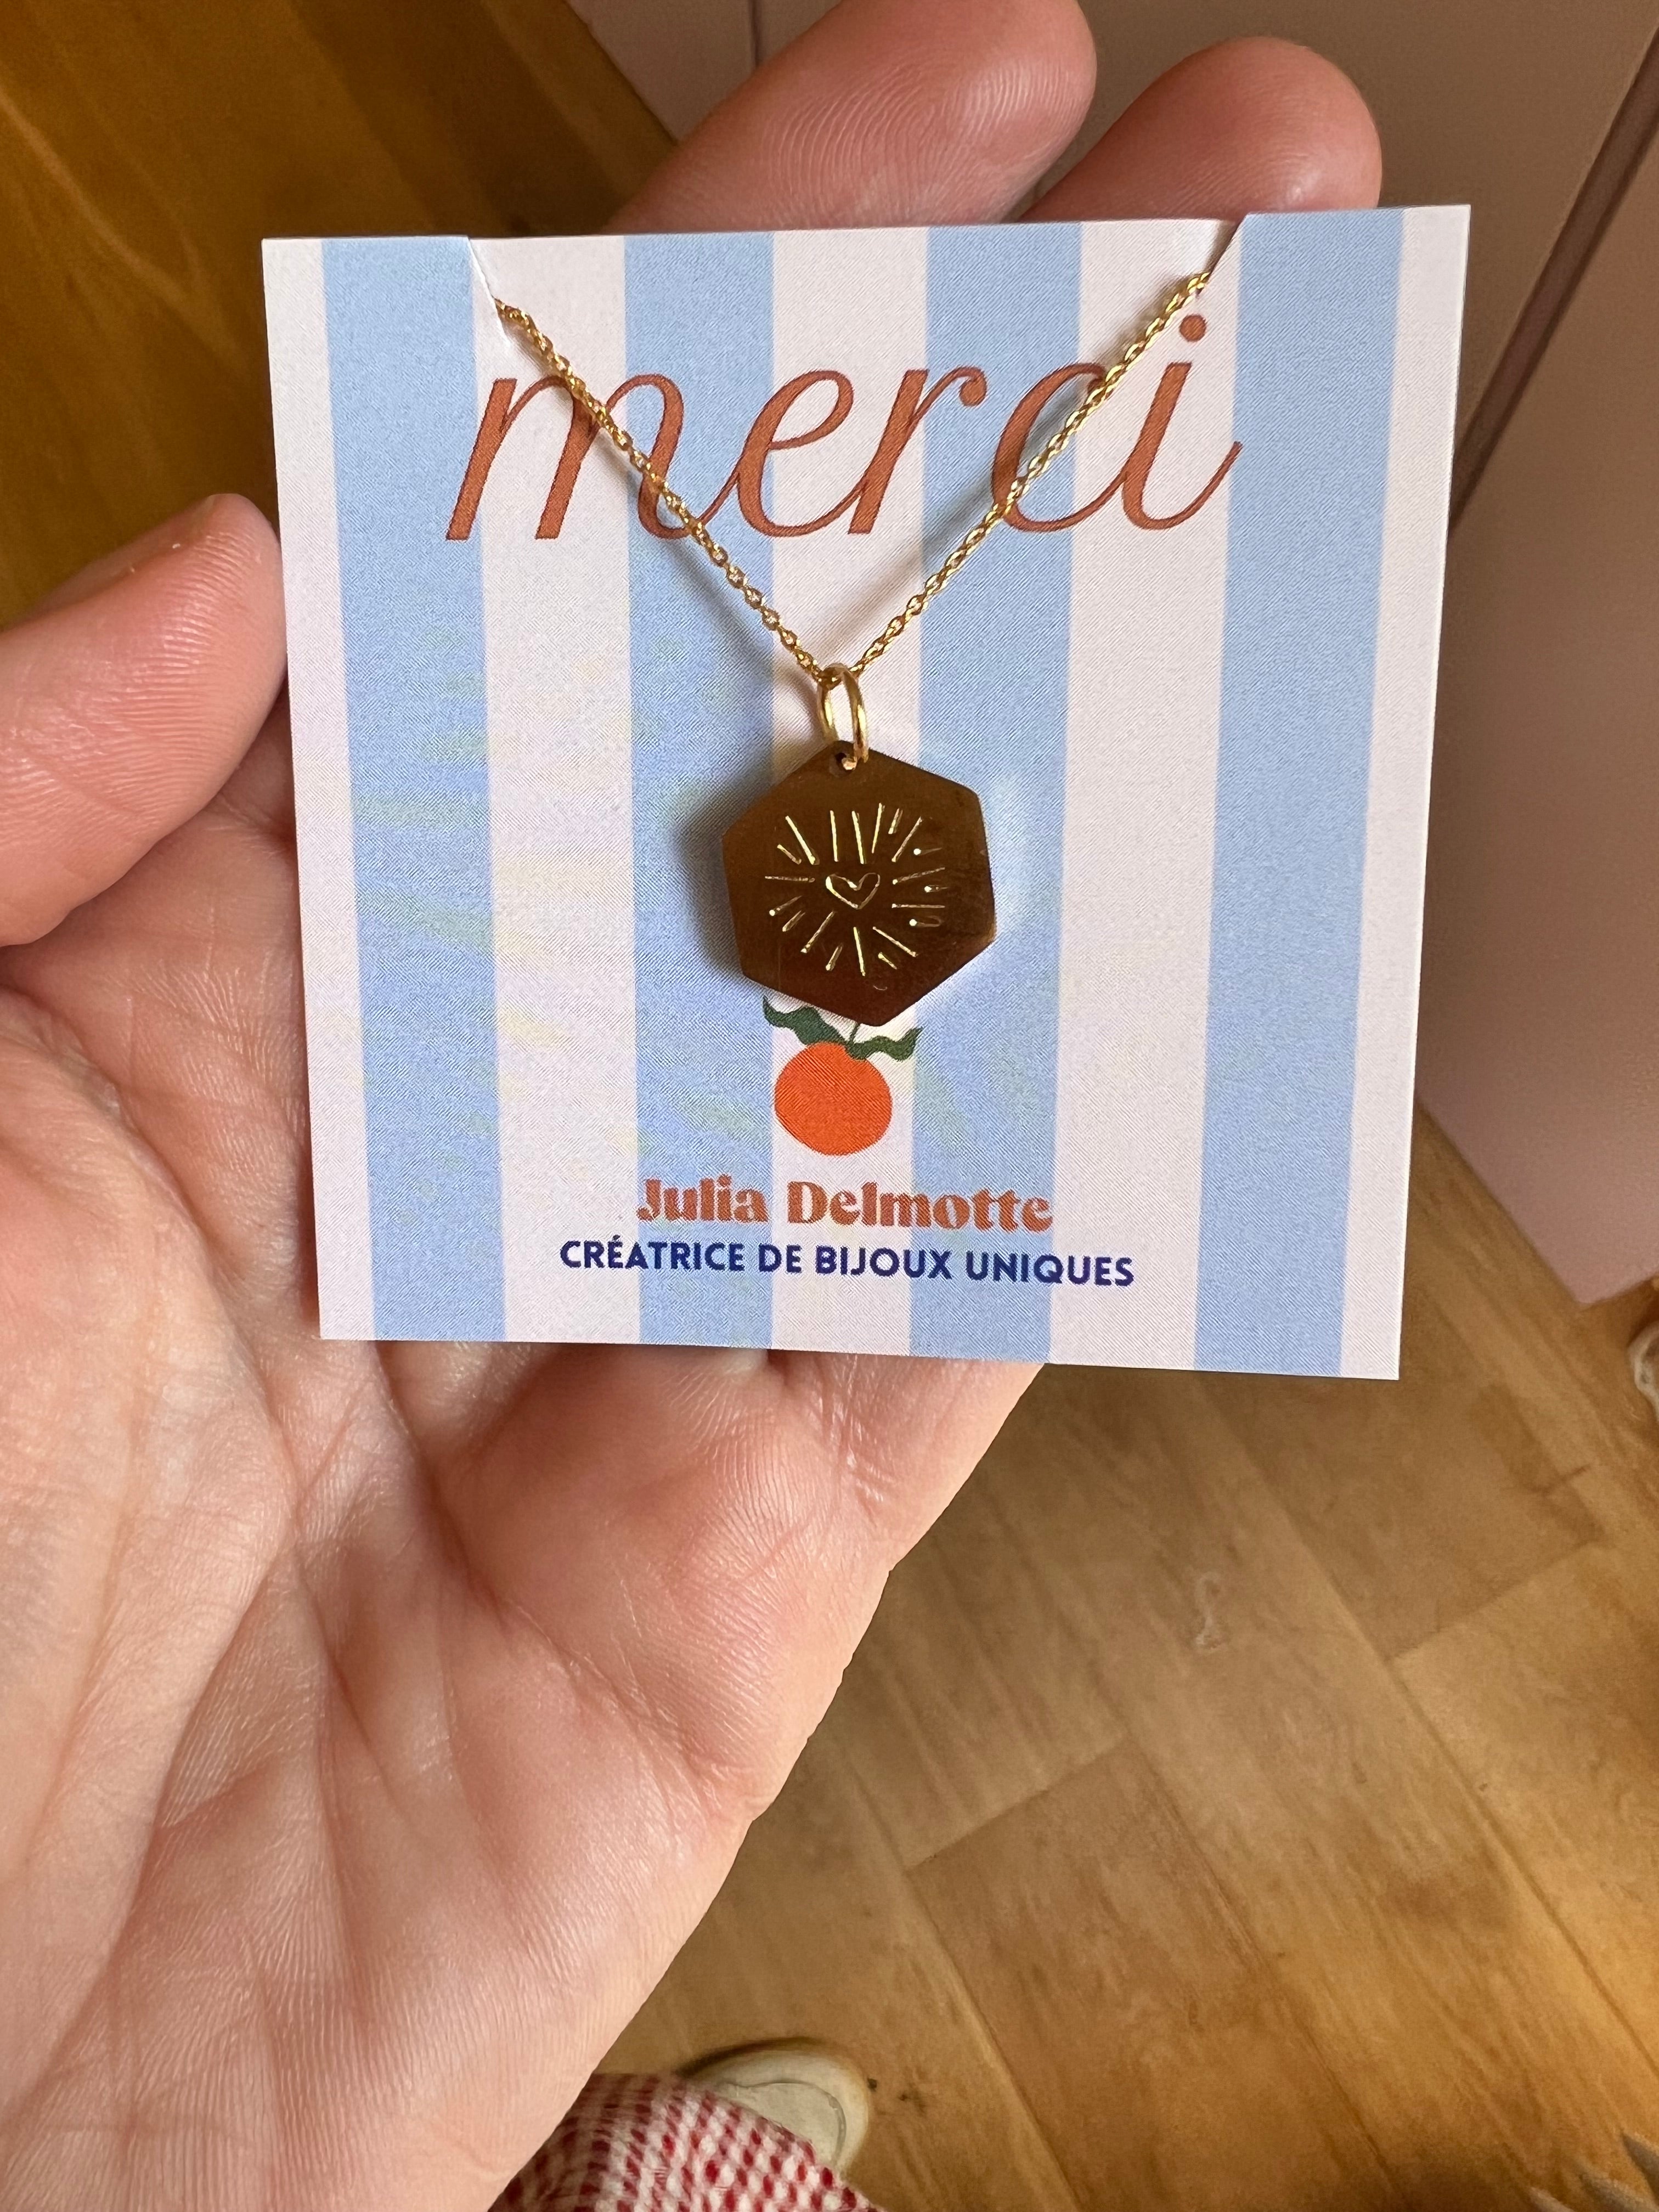 merci
Julia Delmotte
CRÉATRICE DE BIJOUX UNIQUES